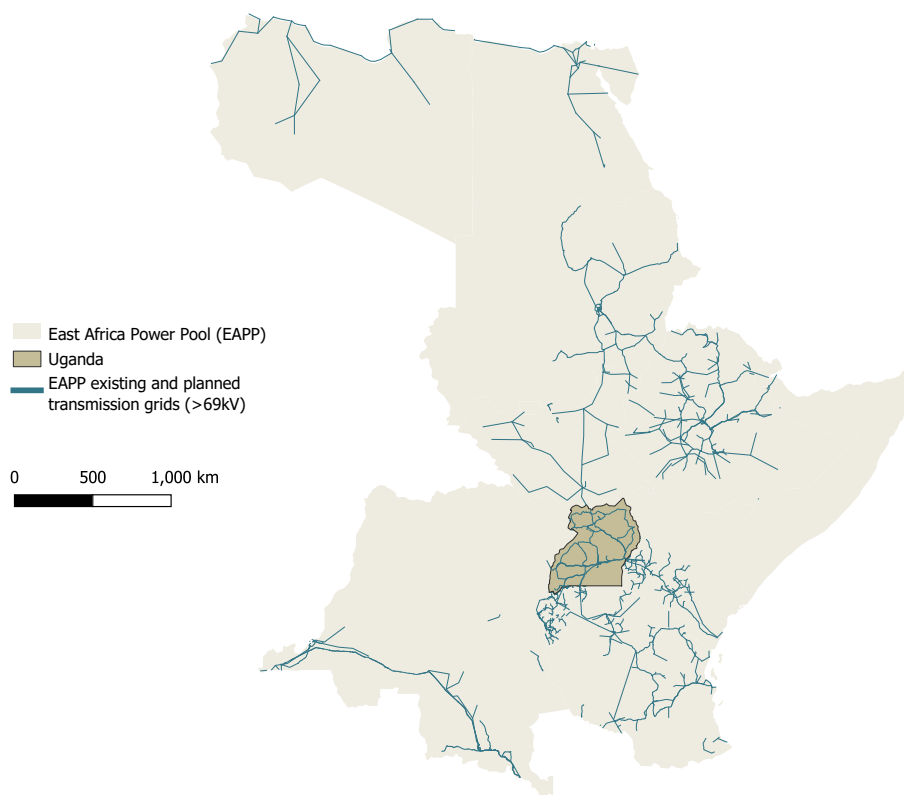 East Africa Power Pool (EAPP)
Uganda
EAPP existing and planned
transmission grids (>69kV)
0 500 1,000 km